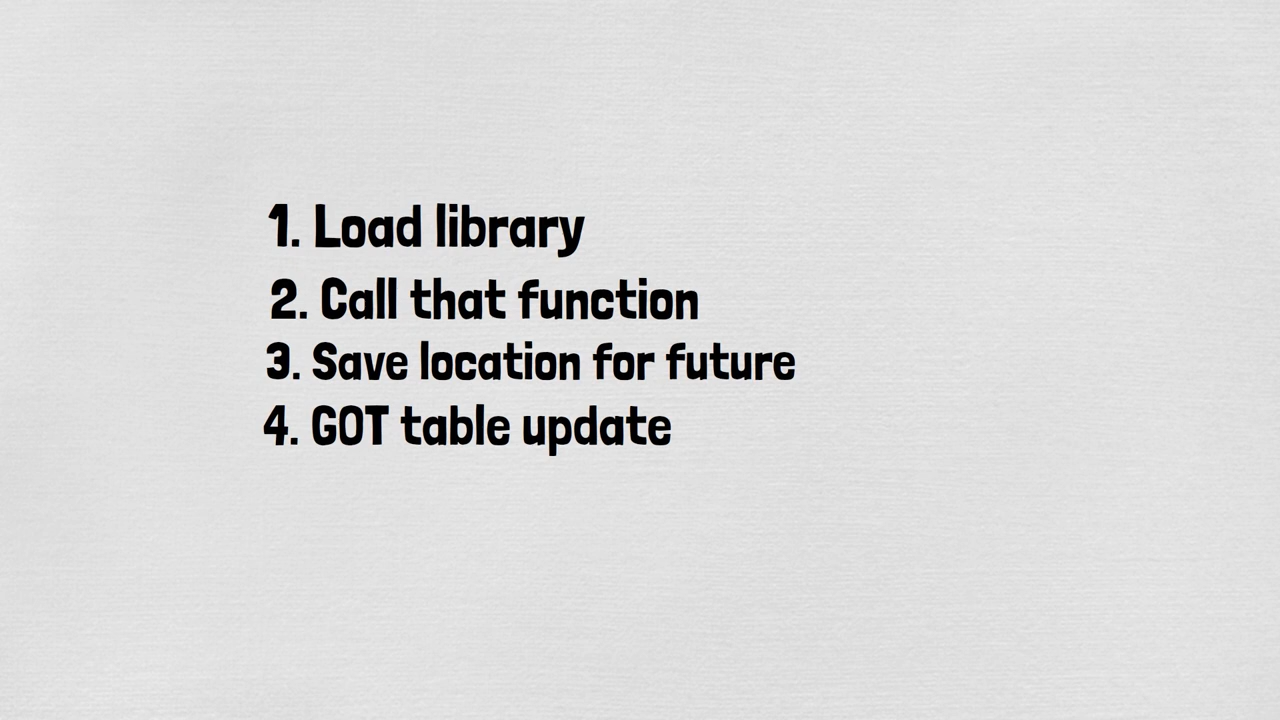 1. Load library
2. Call that function
3. Save location for future
4. GOT table update